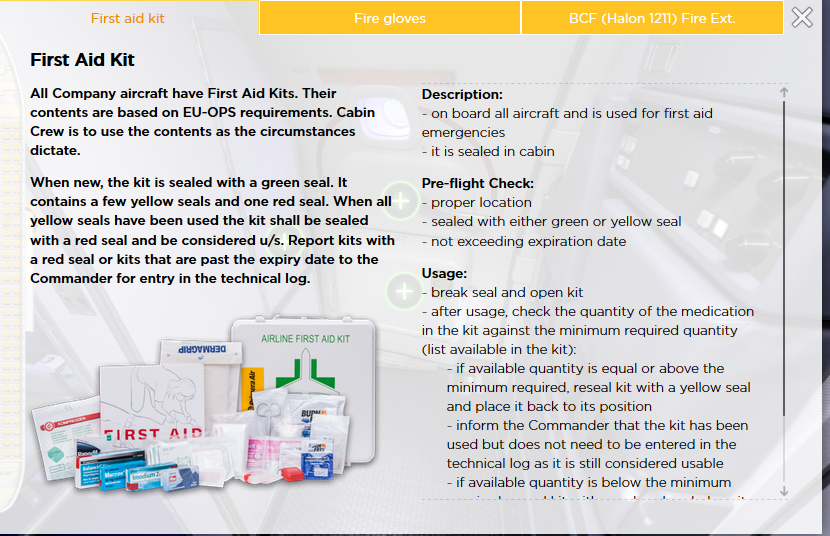 First aid kit
Fire gloves
BCF (Halon 1211) Fire Ext.
First Aid Kit
All Company aircraft have First Aid Kits. Their
contents are based on EU-OPS requirements. Cabin
Crew is to use the contents as the circumstances
dictate.
When new, the kit is sealed with a green seal. It
contains a few yellow seals and one red seal. When all
yellow seals have been used the kit shall be sealed
with a red seal and be considered u/s. Report kits with
a red seal or kits that are past the expiry date to the
Commander for entry in the technical log.
AIRLINE FIRST AID KIT
DERMAGRIP
FIRST AID
Description:
- on board all aircraft and is used for first aid
emergencies
- it is sealed in cabin
Pre-flight Check:
- proper location
- sealed with either green or yellow seal
- not exceeding expiration date
Usage:
- break seal and open kit
- after usage, check the quantity of the medication
in the kit against the minimum required quantity
(list available in the kit):
- if available quantity is equal or above the
minimum required, reseal kit with a yellow seal
and place it back to its position
- inform the Commander that the kit has been
used but does not need to be entered in the
technical log as it is still considered usable
- if available quantity is below the minimum